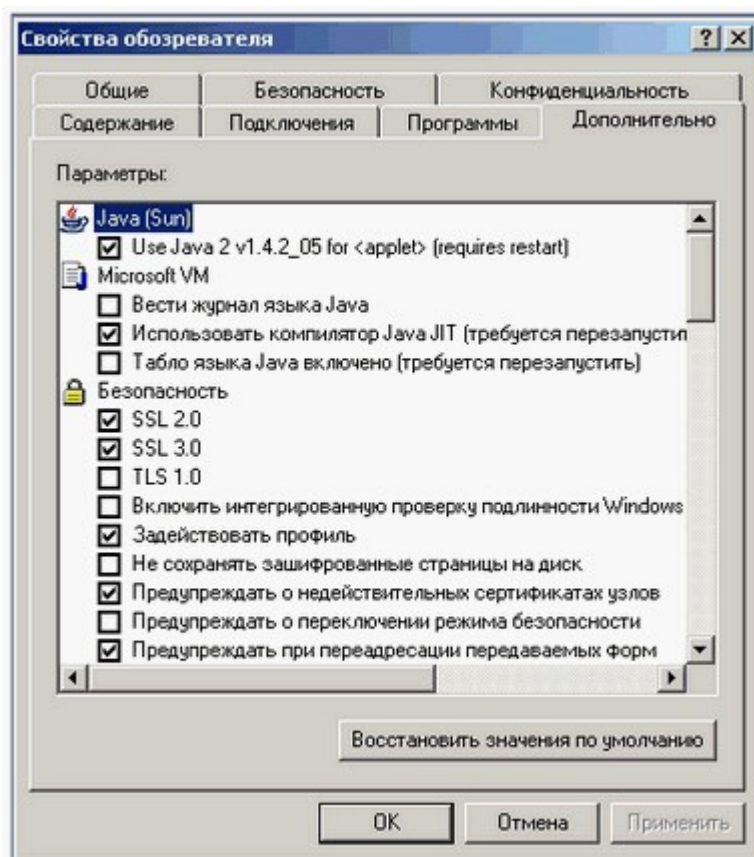 Свойства обозревателя
Общие Безопасность Конфиденциальность
Содержание Подключения Программы Дополнительно
Параметры:
Java (Sun)
Use Java 2 v1.4.2_05 for <applet> (requires restart)
Microsoft VM
Вести журнал языка Java
Использовать компилятор Java JIT (требуется перезапустит
Табло языка Java включено (требуется перезапустить)
Безопасность
SSL 2.0
SSL 3.0
TLS 1.0
Включить интегрированную проверку подлинности Windows
Задействовать профиль
Не сохранять зашифрованные страницы на диск
Предупреждать о недействительных сертификатах узлов
Предупреждать о переключении режима безопасности
Предупреждать при переадресации передаваемых форм
Восстановить значения по умолчанию
OK Отмена Применить